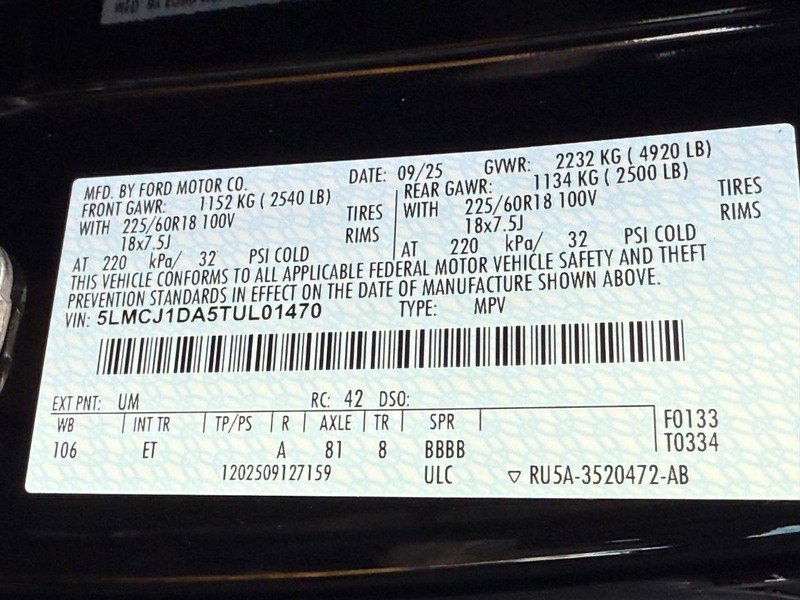 MFD. BY FORD MOTOR CO. DATE: 09/25 GVWR: 2232 KG ( 4920 LB)
FRONT GAWR: 1152 KG ( 2540 LB) REAR GAWR: 1134 KG ( 2500 LB)
WITH 225/60R18 100V TIRES WITH 225/60R18 100V TIRES
18x7.5J RIMS 18x7.5J RIMS
AT 220 kPa/ 32 PSI COLD AT 220 kPa/ 32 PSI COLD
THIS VEHICLE CONFORMS TO ALL APPLICABLE FEDERAL MOTOR VEHICLE SAFETY AND THEFT
PREVENTION STANDARDS IN EFFECT ON THE DATE OF MANUFACTURE SHOWN ABOVE.
VIN: 5LMCJ1DA5TUL01470 TYPE: MPV
EXT PNT: UM RC: 42 DSO:
WB INT TR TP/PS R AXLE TR SPR F0133
106 ET A 81 8 BBBB T0334
1202509127159 ULC ▽ RU5A-3520472-AB